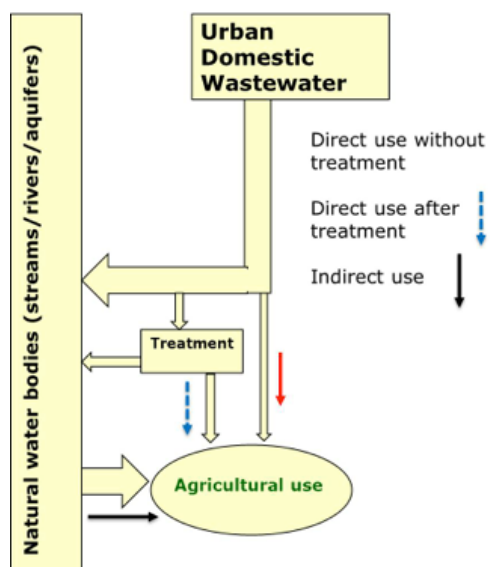 Natural water bodies (streams/rivers/aquifers)
Urban
Domestic
Wastewater
Direct use without
treatment
Direct use after
treatment
Indirect use
Treatment
Agricultural use